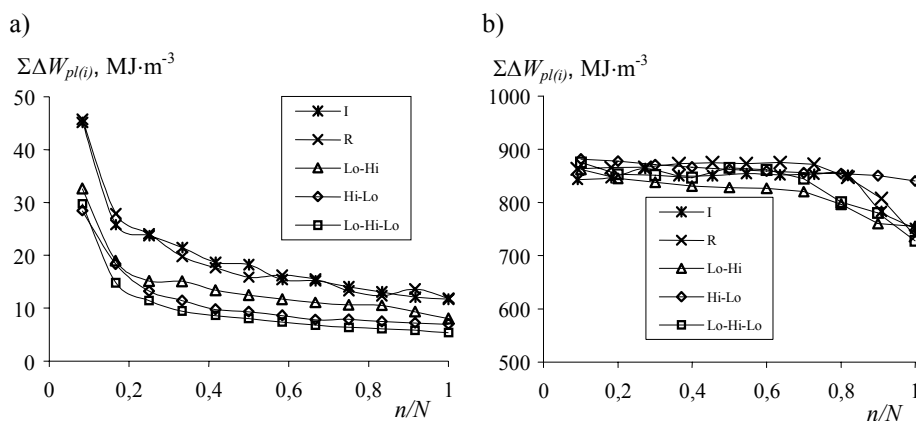 a)
ΣΔW_pl(i), MJ·m⁻³
50
40
30
20
10
0
0
0,2
0,4
0,6
0,8
1
n/N
I
R
Lo-Hi
Hi-Lo
Lo-Hi-Lo
b)
ΣΔW_pl(i), MJ·m⁻³
1000
900
800
700
600
500
0
0,2
0,4
0,6
0,8
1
n/N
I
R
Lo-Hi
Hi-Lo
Lo-Hi-Lo